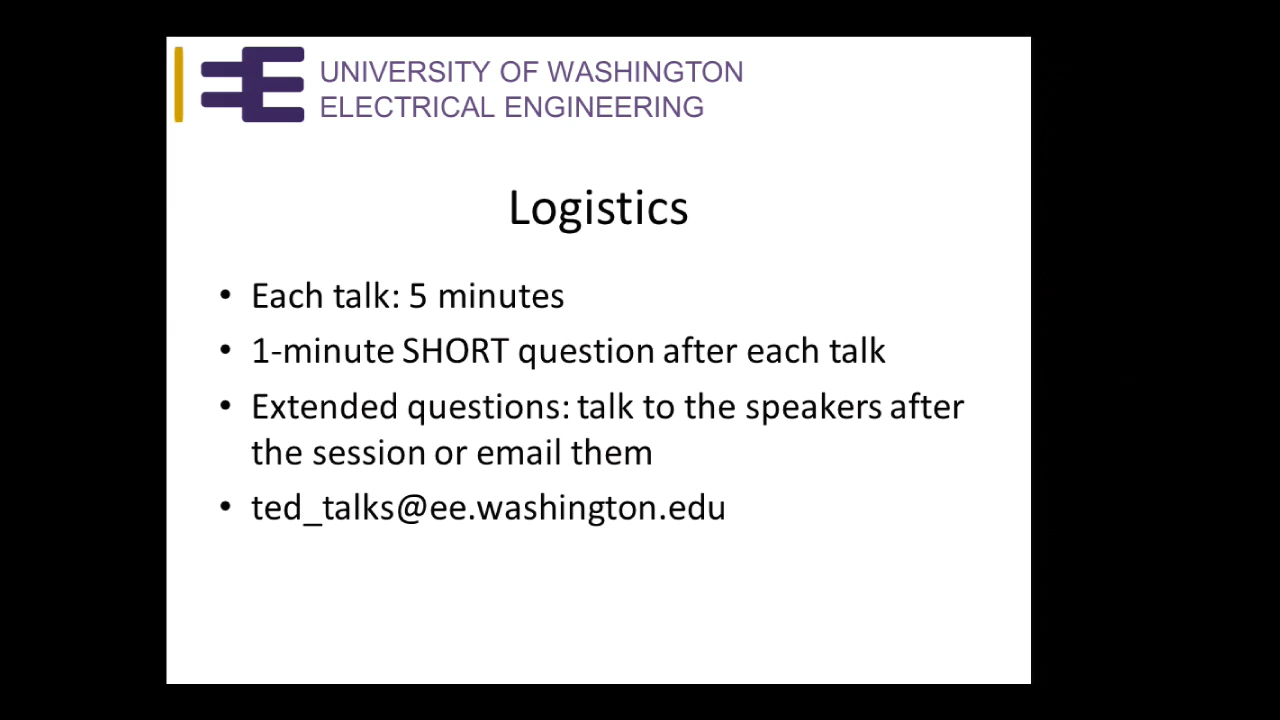 UNIVERSITY OF WASHINGTON
ELECTRICAL ENGINEERING
Logistics
• Each talk: 5 minutes
• 1-minute SHORT question after each talk
• Extended questions: talk to the speakers after
the session or email them
• ted_talks@ee.washington.edu